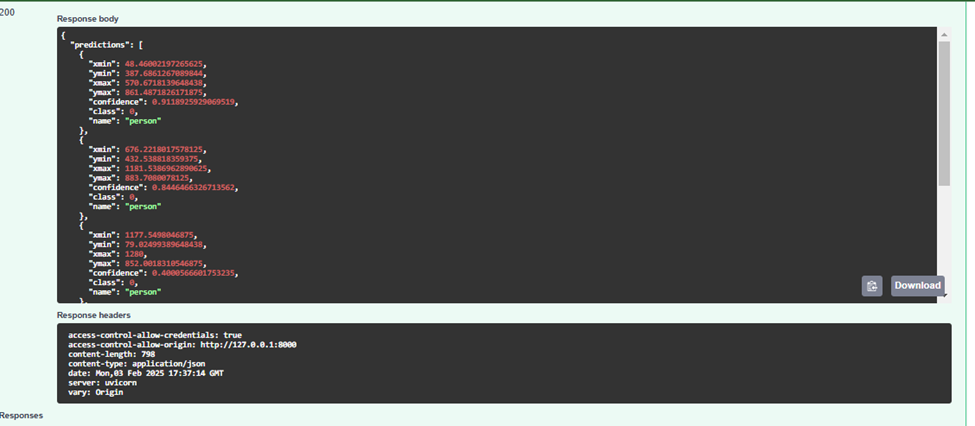 200
Response body
{
"predictions": [
{
"xmin": 48.46002197265625,
"ymin": 387.6861267089844,
"xmax": 570.6718139648438,
"ymax": 861.4871826171875,
"confidence": 0.9118925929069519,
"class": 0,
"name": "person"
},
{
"xmin": 676.2218017578125,
"ymin": 432.538818359375,
"xmax": 1181.5386962890625,
"ymax": 883.7080078125,
"confidence": 0.8446466326713562,
"class": 0,
"name": "person"
},
{
"xmin": 1177.5498046875,
"ymin": 79.02499389648438,
"xmax": 1280,
"ymax": 852.0018310546875,
"confidence": 0.4000566601753235,
"class": 0,
"name": "person"
},
Download
Response headers
access-control-allow-credentials: true
access-control-allow-origin: http://127.0.0.1:8000
content-length: 798
content-type: application/json
date: Mon,03 Feb 2025 17:37:14 GMT
server: uvicorn
vary: Origin
Responses